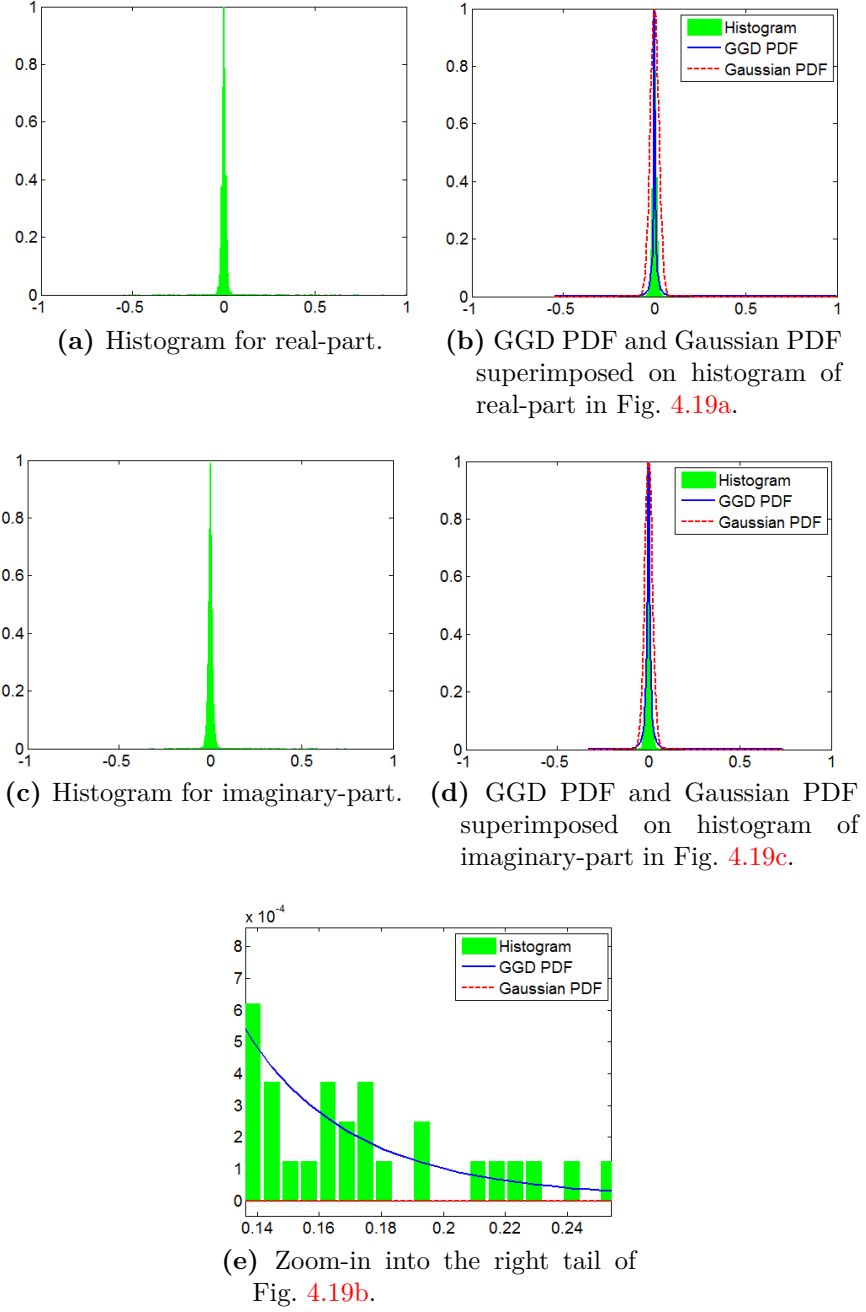 1
0.8
0.6
0.4
0.2
0
-1 -0.5 0 0.5 1
(a) Histogram for real-part.
1
0.8
0.6
0.4
0.2
0
-1 -0.5 0 0.5 1
Histogram
GGD PDF
Gaussian PDF
(b) GGD PDF and Gaussian PDF
superimposed on histogram of
real-part in Fig. 4.19a.
1
0.8
0.6
0.4
0.2
0
-1 -0.5 0 0.5 1
(c) Histogram for imaginary-part.
1
0.8
0.6
0.4
0.2
0
-1 -0.5 0 0.5 1
Histogram
GGD PDF
Gaussian PDF
(d) GGD PDF and Gaussian PDF
superimposed on histogram of
imaginary-part in Fig. 4.19c.
x 10^-4
8
7
6
5
4
3
2
1
0
0.14 0.16 0.18 0.2 0.22 0.24
Histogram
GGD PDF
Gaussian PDF
(e) Zoom-in into the right tail of
Fig. 4.19b.